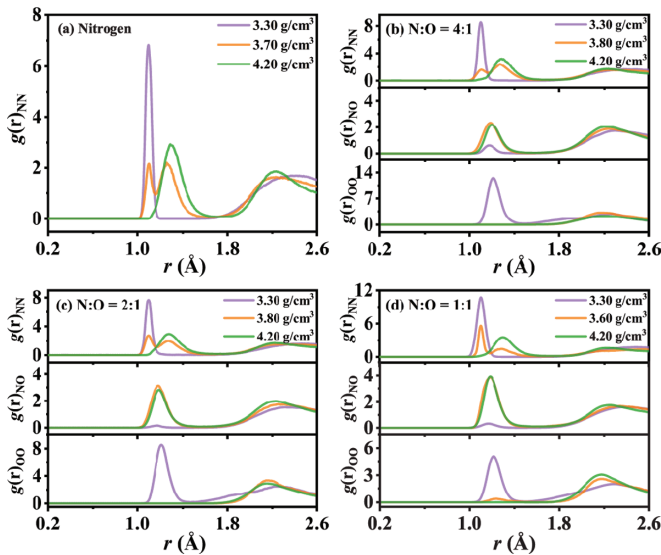 (a) Nitrogen
3.30 g/cm³
3.70 g/cm³
4.20 g/cm³
g(r)NN
8
6
4
2
0
0.2 1.0 1.8 2.6
r (Å)
(b) N:O = 4:1
3.30 g/cm³
3.80 g/cm³
4.20 g/cm³
g(r)NN
8
4
0
g(r)NO
4
2
0
g(r)OO
14
7
0
0.2 1.0 1.8 2.6
r (Å)
(c) N:O = 2:1
3.30 g/cm³
3.80 g/cm³
4.20 g/cm³
g(r)NN
8
4
0
g(r)NO
4
2
0
g(r)OO
8
4
0
0.2 1.0 1.8 2.6
r (Å)
(d) N:O = 1:1
3.30 g/cm³
3.60 g/cm³
4.20 g/cm³
g(r)NN
12
6
0
g(r)NO
4
2
0
g(r)OO
6
3
0
0.2 1.0 1.8 2.6
r (Å)